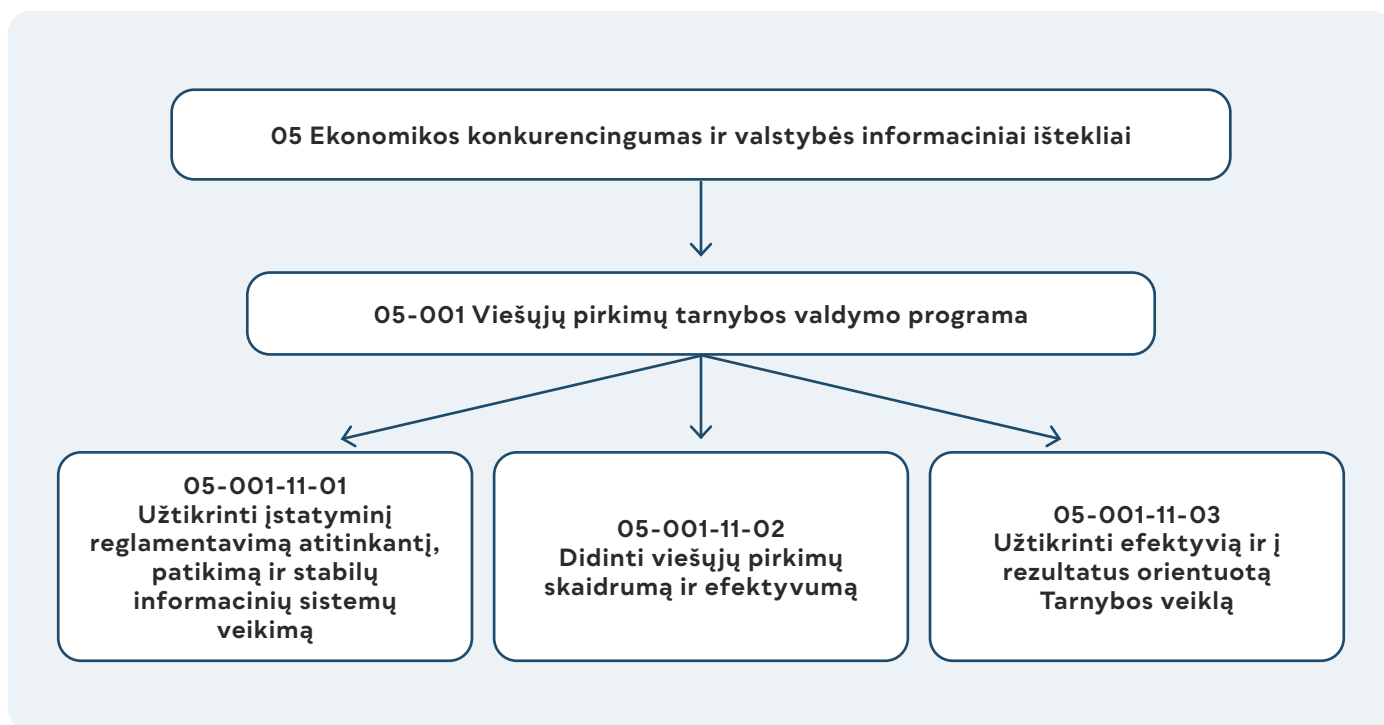 05 Ekonomikos konkurencingumas ir valstybės informaciniai ištekliai
05-001 Viešųjų pirkimų tarnybos valdymo programa
05-001-11-01
Užtikrinti įstatyminį
reglamentavimą atitinkantį,
patikimą ir stabilų
informacinių sistemų
veikimą
05-001-11-02
Didinti viešųjų pirkimų
skaidrumą ir efektyvumą
05-001-11-03
Užtikrinti efektyvią ir į
rezultatus orientuotą
Tarnybos veiklą